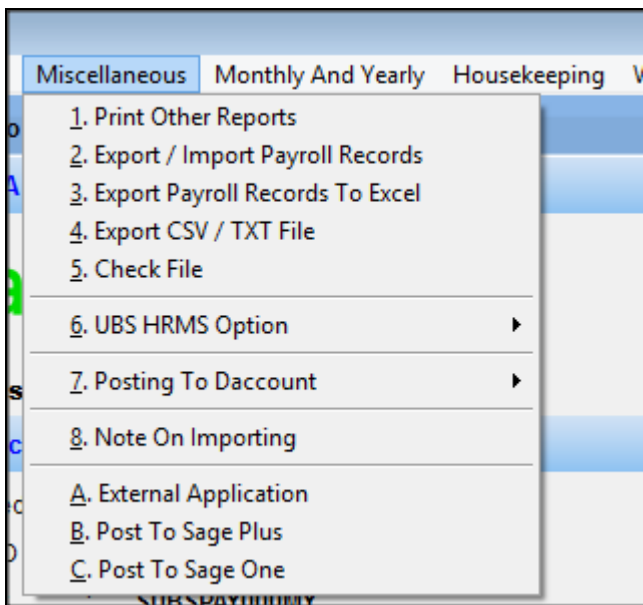 Miscellaneous Monthly And Yearly Housekeeping
1. Print Other Reports
2. Export / Import Payroll Records
3. Export Payroll Records To Excel
4. Export CSV / TXT File
5. Check File
6. UBS HRMS Option
7. Posting To Daccount
8. Note On Importing
A. External Application
B. Post To Sage Plus
C. Post To Sage One